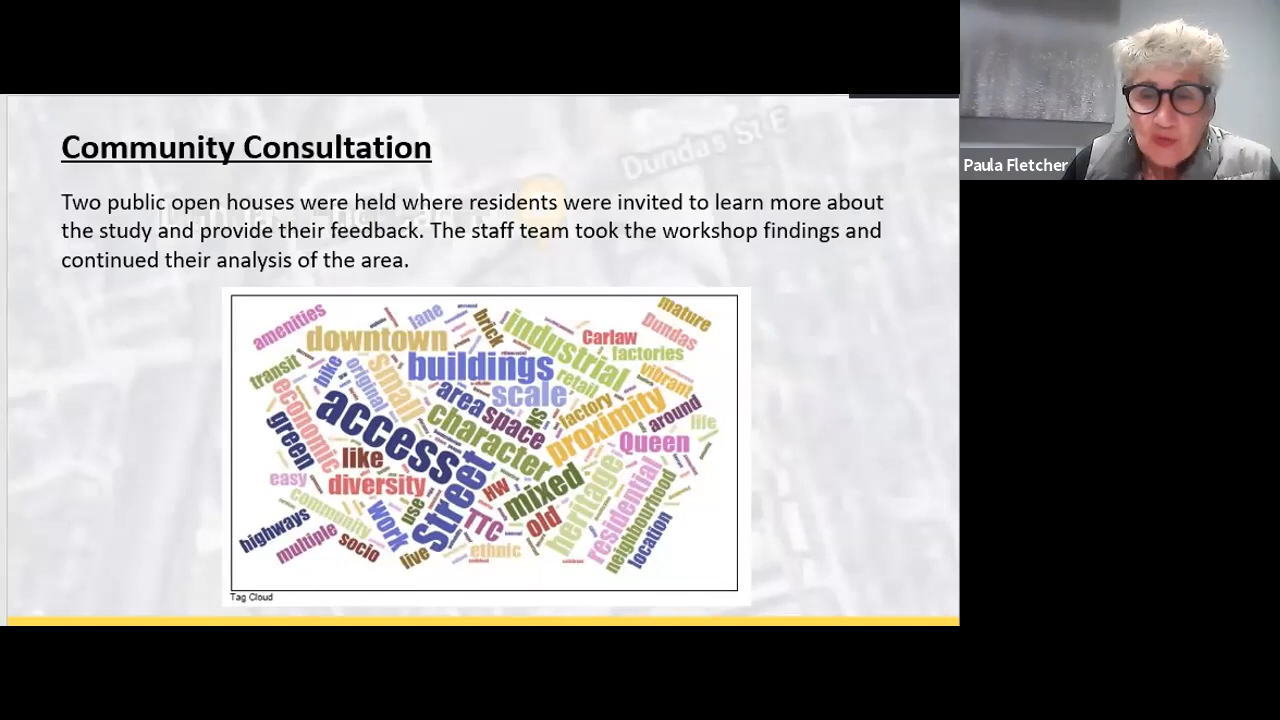 Community Consultation
Dundas St E
Two public open houses were held where residents were invited to learn more about
the study and provide their feedback. The staff team took the workshop findings and
continued their analysis of the area.
Paula Fletcher
amenities
lane
brick
industrial
mature
Dundas
downtown
Carlaw
factories
transit
bike
original
small
buildings
retail
vibrant
economic
access
area
scale
space
SW
factory
proximity
around
life
green
character
Queen
like
easy
diversity
street
HW
mixed
heritage
residential
neighbourhood
community
work
use
TTC
old
location
highways
multiple
socio
live
ethnic
Tag Cloud